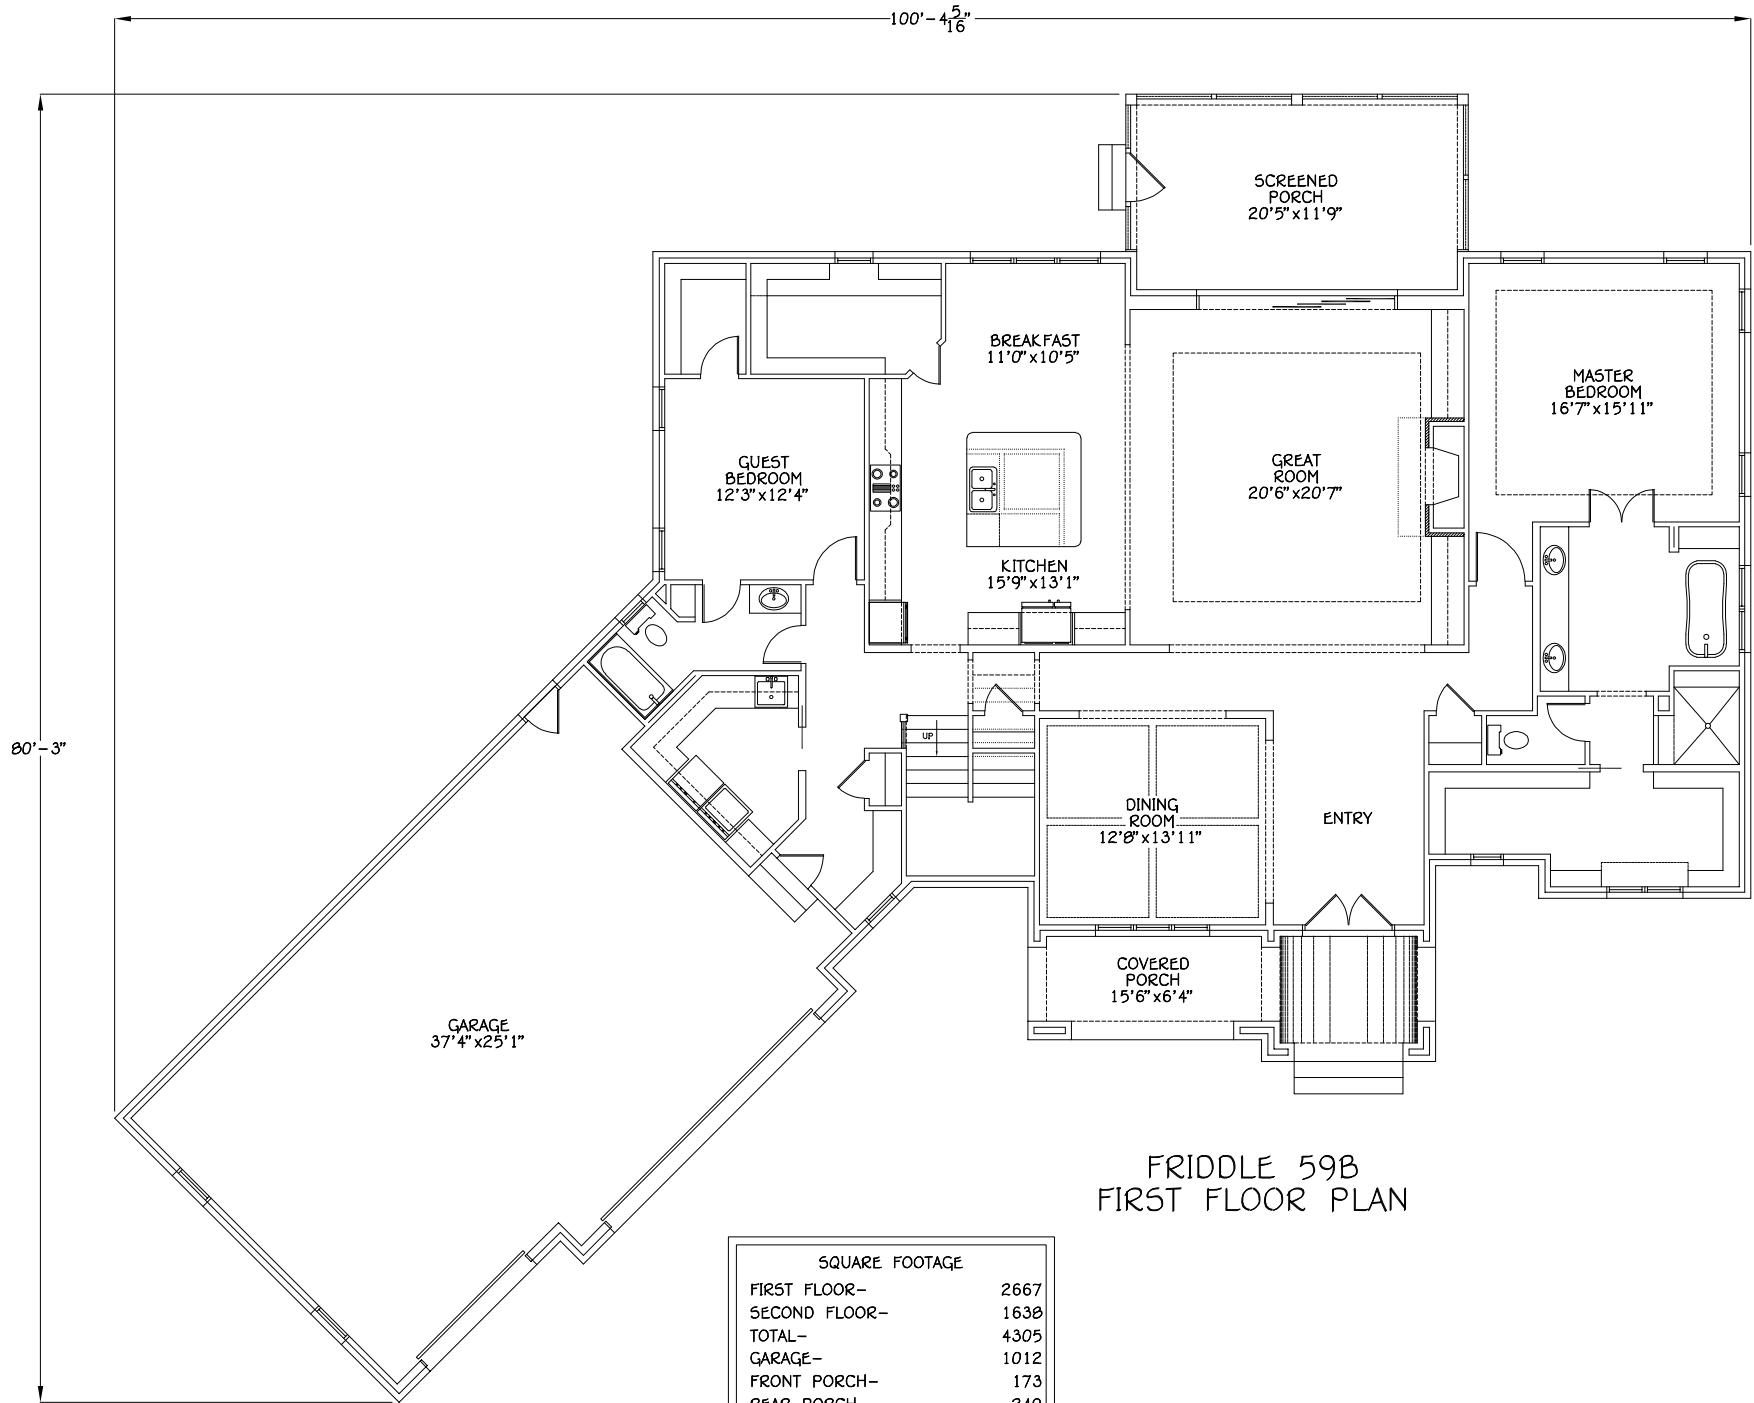 100'-4 5/16"
SCREENED
PORCH
20'5"x11'9"
BREAKFAST
11'0"x10'5"
MASTER
BEDROOM
16'7"x15'11"
GUEST
BEDROOM
12'3"x12'4"
GREAT
ROOM
20'6"x20'7"
KITCHEN
15'9"x13'1"
80'-3"
UP
DINING
ROOM
12'8"x13'11"
ENTRY
COVERED
PORCH
15'6"x6'4"
GARAGE
37'4"x25'1"
FRIDDLE 59B
FIRST FLOOR PLAN
SQUARE FOOTAGE
FIRST FLOOR- 2667
SECOND FLOOR- 1638
TOTAL- 4305
GARAGE- 1012
FRONT PORCH- 173
REAR PORCH